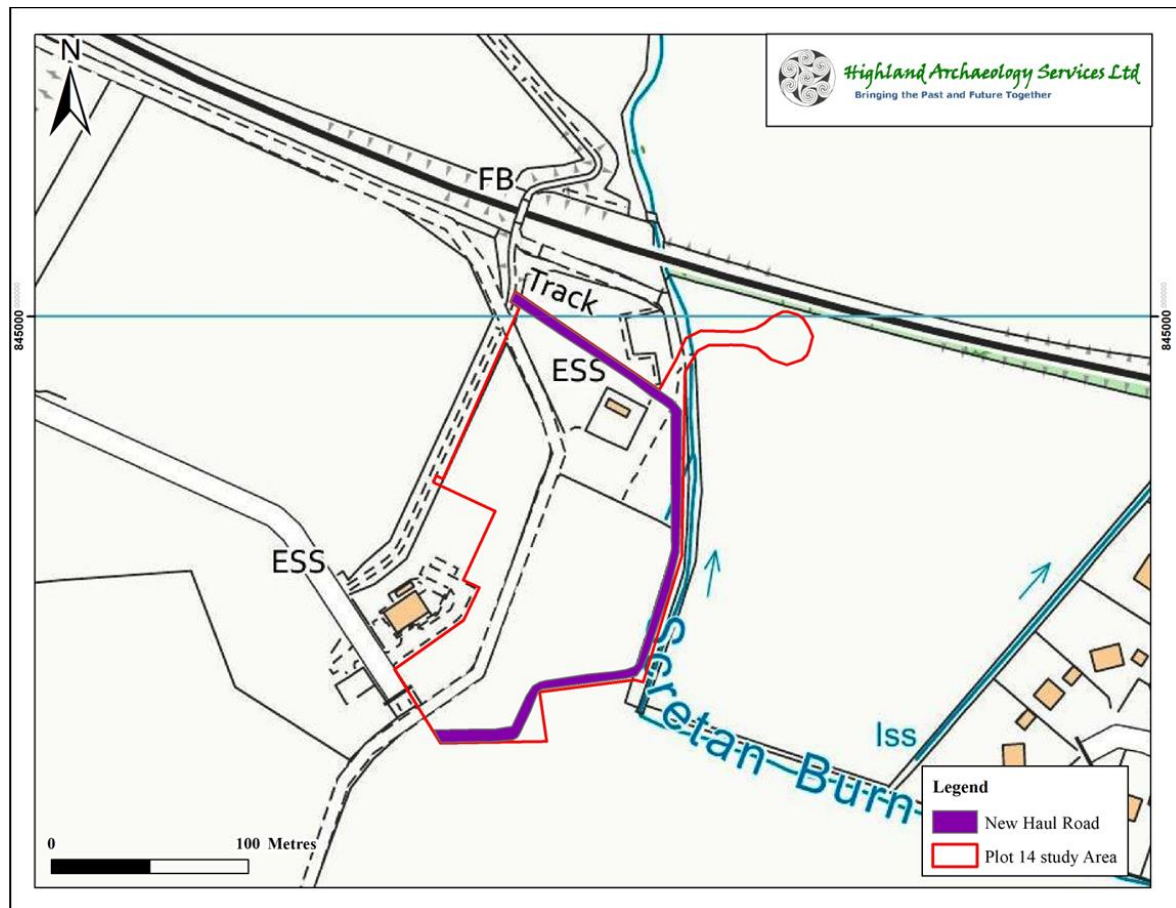 N
Highland Archaeology Services Ltd
Bringing the Past and Future Together
FB
Track
845000
845000
ESS
ESS
Scretan Burn
Iss
Legend
New Haul Road
Plot 14 study Area
0 100 Metres